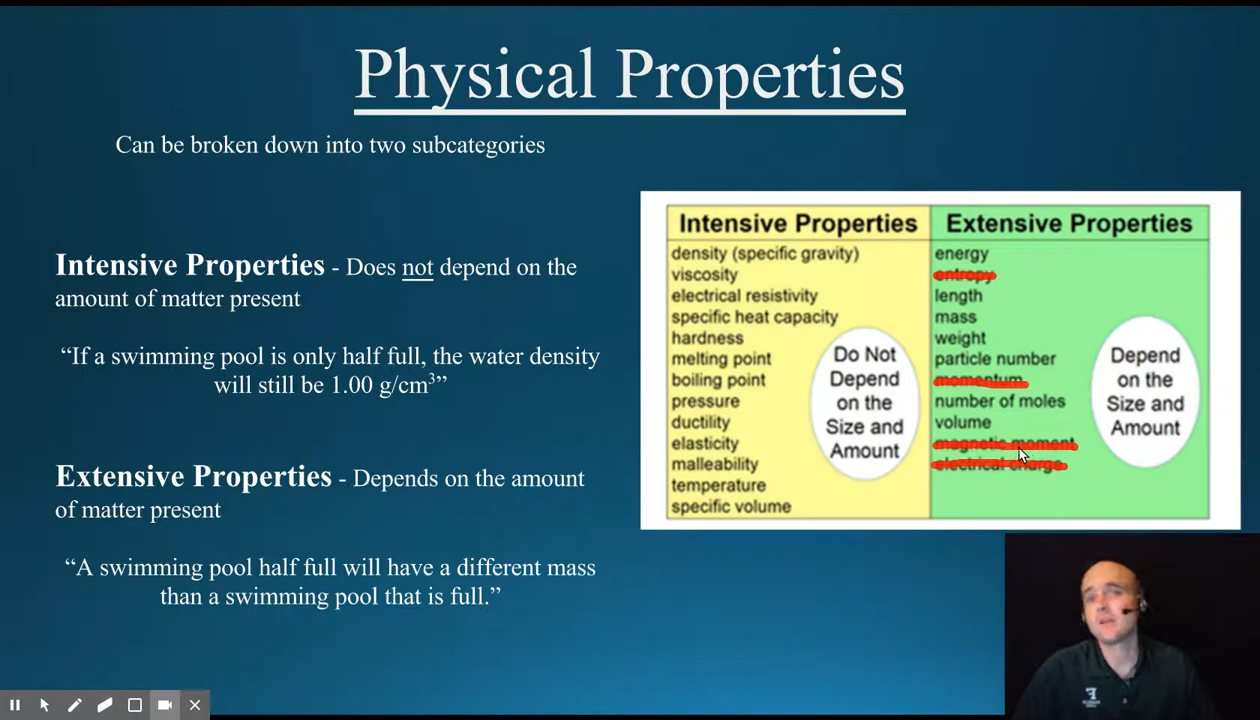 Physical Properties
Can be broken down into two subcategories
Intensive Properties - Does not depend on the
amount of matter present
“If a swimming pool is only half full, the water density
will still be 1.00 g/cm³”
Extensive Properties - Depends on the amount
of matter present
“A swimming pool half full will have a different mass
than a swimming pool that is full.”
Intensive Properties
density (specific gravity)
viscosity
electrical resistivity
specific heat capacity
hardness
melting point
boiling point
pressure
ductility
elasticity
malleability
temperature
specific volume
Do Not
Depend
on the
Size and
Amount
Extensive Properties
energy
entropy
length
mass
weight
particle number
momentum
number of moles
volume
magnetic moment
electrical charge
Depend
on the
Size and
Amount